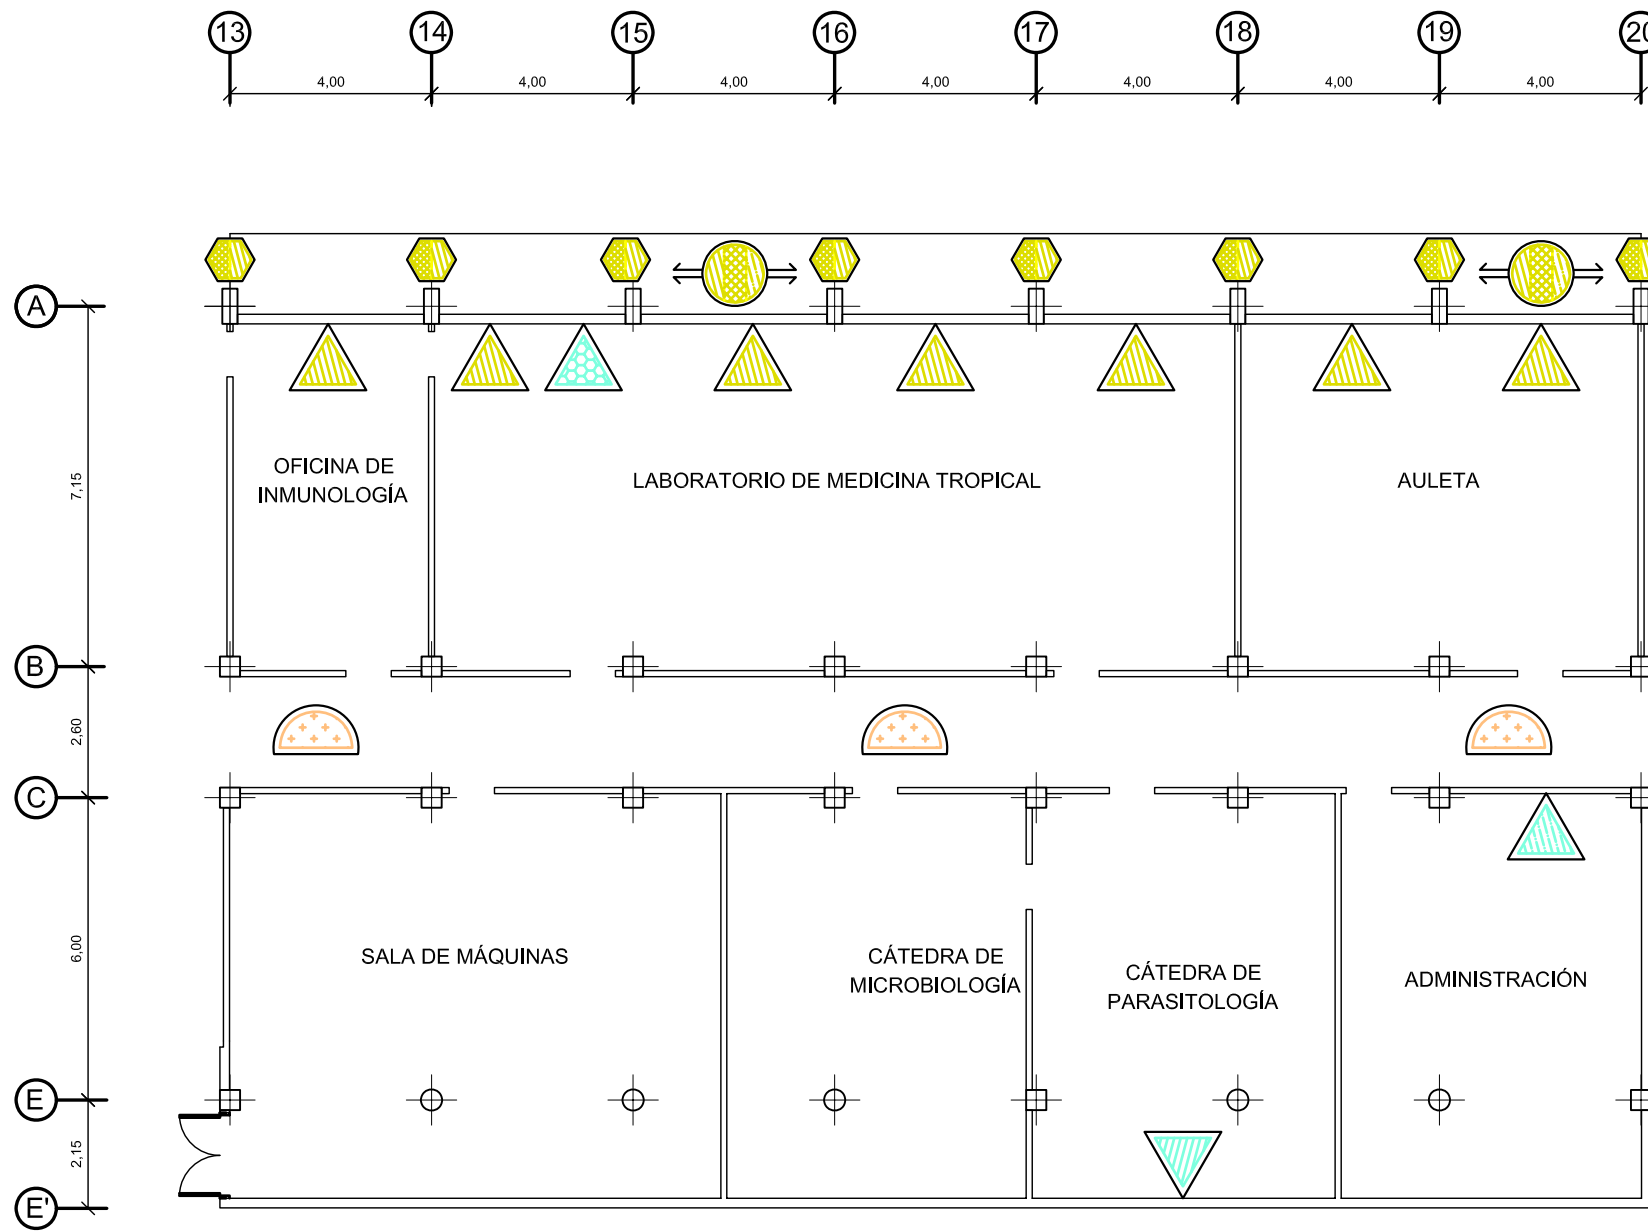 13 14 15 16 17 18 19 20
4,00 4,00 4,00 4,00 4,00 4,00 4,00
A
OFICINA DE
INMUNOLOGÍA
LABORATORIO DE MEDICINA TROPICAL
AULETA
7,15
B
2,60
C
6,00
SALA DE MÁQUINAS
CÁTEDRA DE
MICROBIOLOGÍA
CÁTEDRA DE
PARASITOLOGÍA
ADMINISTRACIÓN
E
2,15
E'